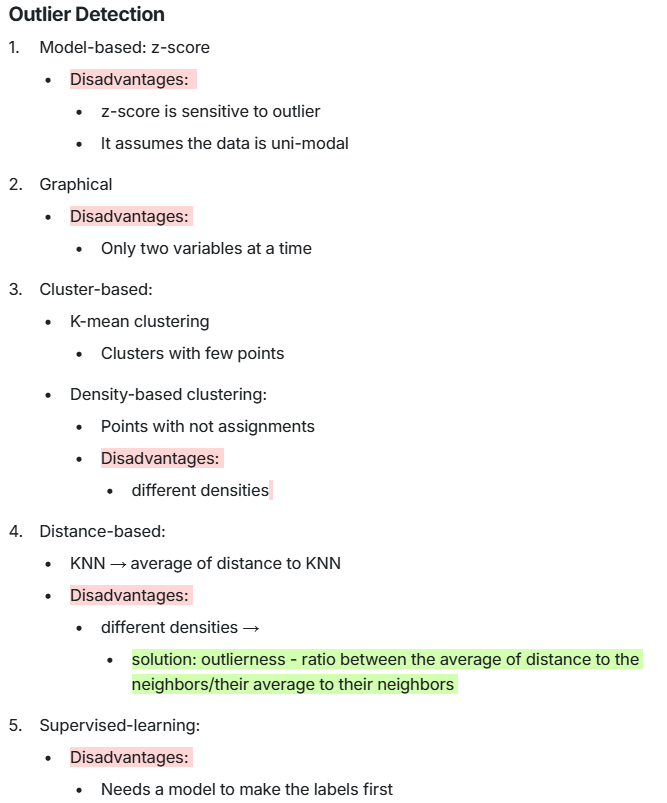 Outlier Detection
1. Model-based: z-score
• Disadvantages:
• z-score is sensitive to outlier
• It assumes the data is uni-modal
2. Graphical
• Disadvantages:
• Only two variables at a time
3. Cluster-based:
• K-mean clustering
• Clusters with few points
• Density-based clustering:
• Points with not assignments
• Disadvantages:
• different densities
4. Distance-based:
• KNN → average of distance to KNN
• Disadvantages:
• different densities →
• solution: outlierness - ratio between the average of distance to the
neighbors/their average to their neighbors
5. Supervised-learning:
• Disadvantages:
• Needs a model to make the labels first